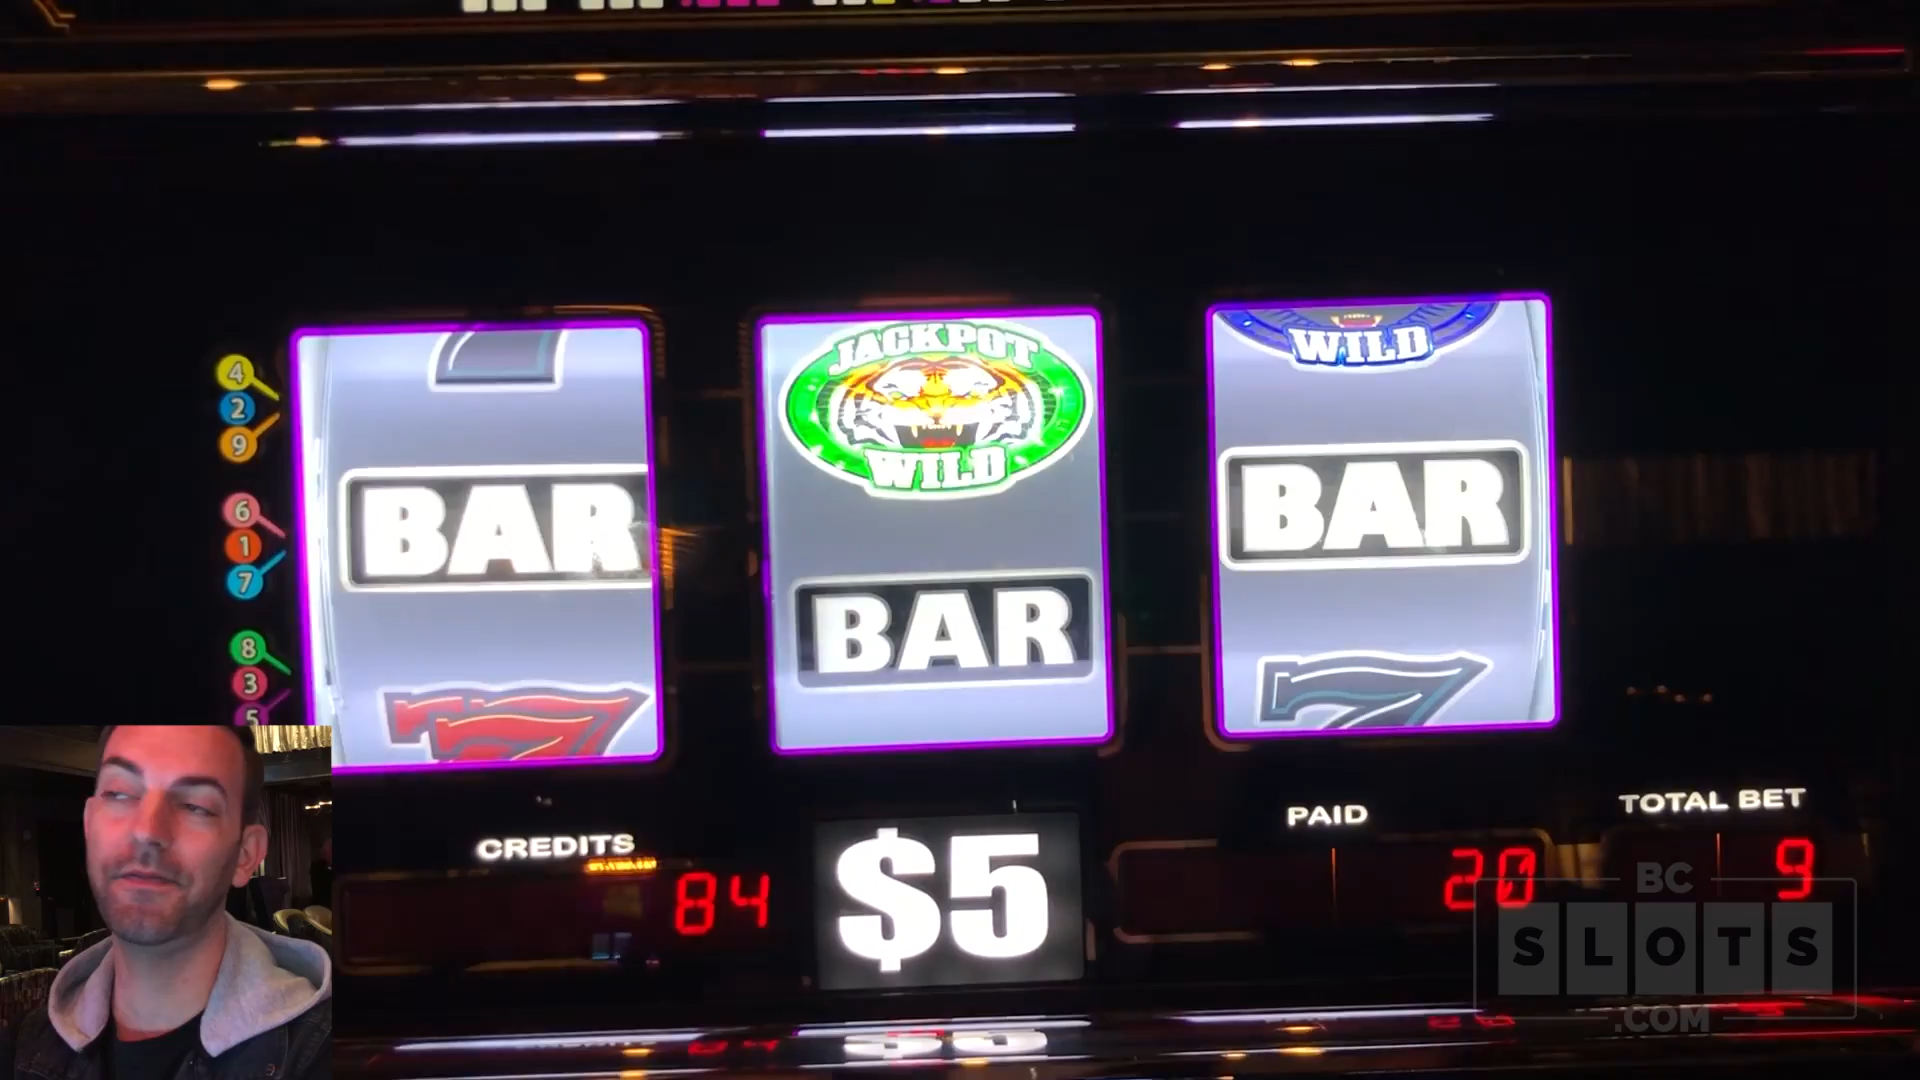 JACKPOT
WILD
WILD
4
2
9
BAR
BAR
6
1
7
BAR
8
3
5
PAID
TOTAL BET
CREDITS
84
$5
20
9
BC
SLOTS
.COM